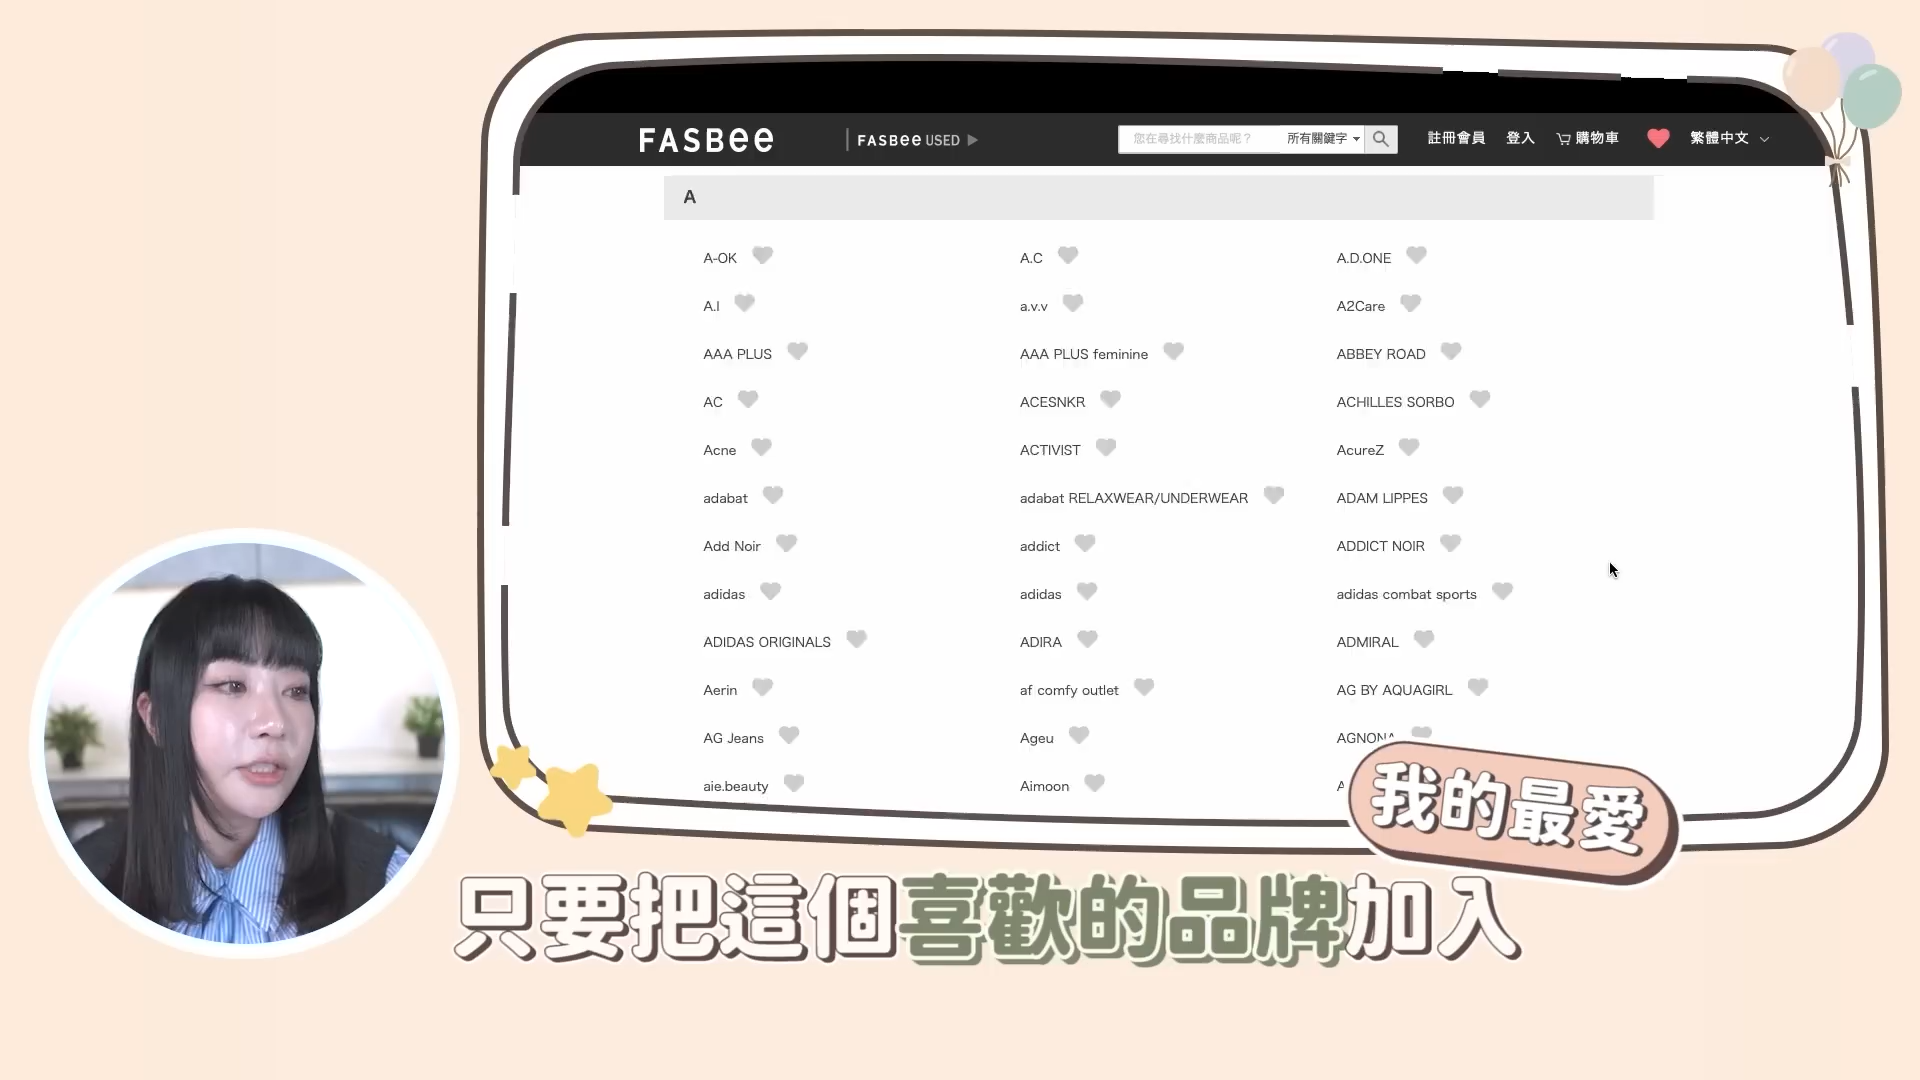 FASBee
FASBee USED
您在尋找什麼商品呢？
所有關鍵字
註冊會員
登入
購物車
繁體中文
A
A-OK
A.C
A.D.ONE
A.I
a.v.v
A2Care
AAA PLUS
AAA PLUS feminine
ABBEY ROAD
AC
ACESNKR
ACHILLES SORBO
Acne
ACTIVIST
AcureZ
adabat
adabat RELAXWEAR/UNDERWEAR
ADAM LIPPES
Add Noir
addict
ADDICT NOIR
adidas
adidas
adidas combat sports
ADIDAS ORIGINALS
ADIRA
ADMIRAL
Aerin
af comfy outlet
AG BY AQUAGIRL
AG Jeans
Ageu
AGNONA
aie.beauty
Aimoon
我的最愛
只要把這個喜歡的品牌加入